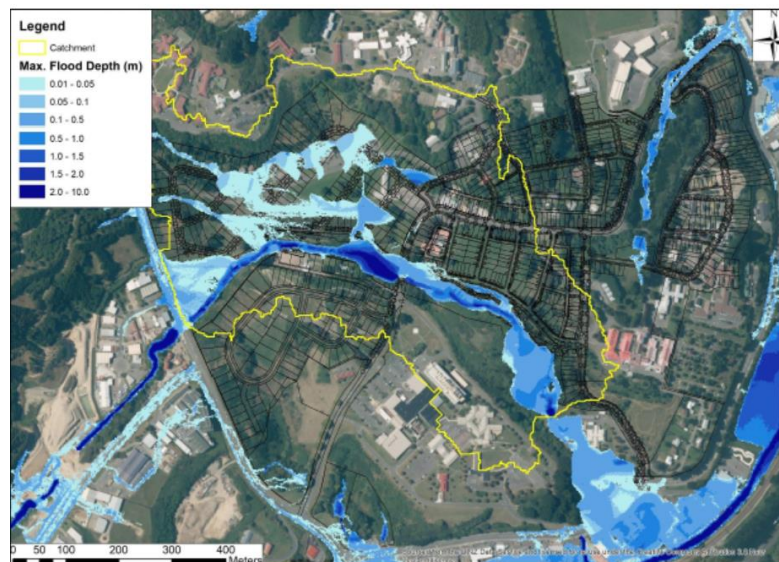 Legend
Catchment
Max. Flood Depth (m)
0.01 - 0.05
0.05 - 0.1
0.1 - 0.5
0.5 - 1.0
1.0 - 1.5
1.5 - 2.0
2.0 - 10.0
N
0 50 100 200 300 400
Meters